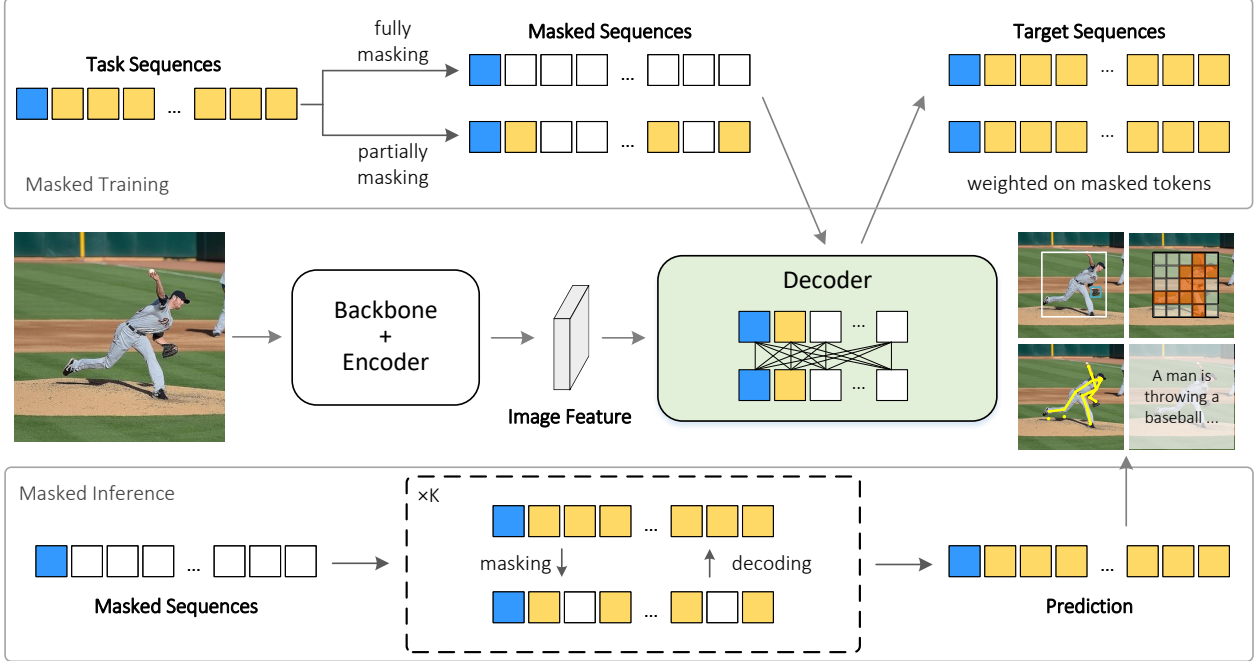 fully
masking
Masked Sequences
Target Sequences
Task Sequences
...
...
...
...
...
...
partially
masking
Masked Training
weighted on masked tokens
Backbone
+
Encoder
Image Feature
Decoder
...
...
A man is
throwing a
baseball ...
Masked Inference
×K
...
...
...
masking
decoding
...
Masked Sequences
Prediction